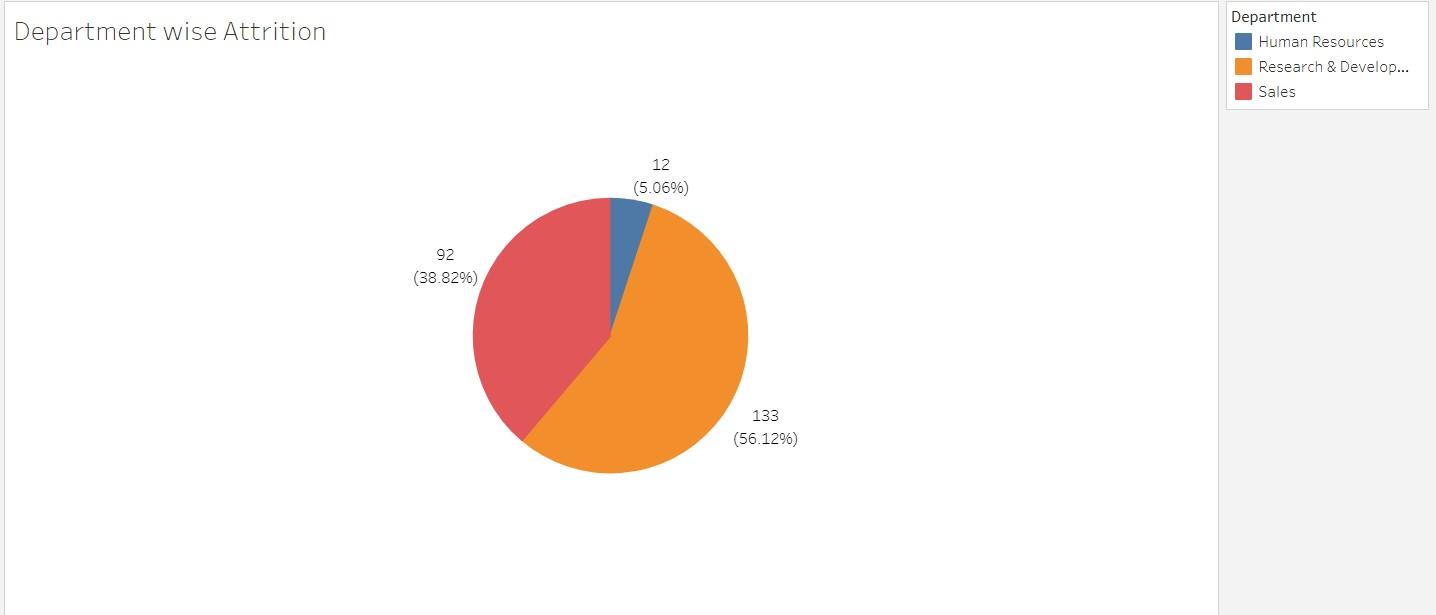 Department wise Attrition
Department
Human Resources
Research & Develop...
Sales
12
(5.06%)
92
(38.82%)
133
(56.12%)